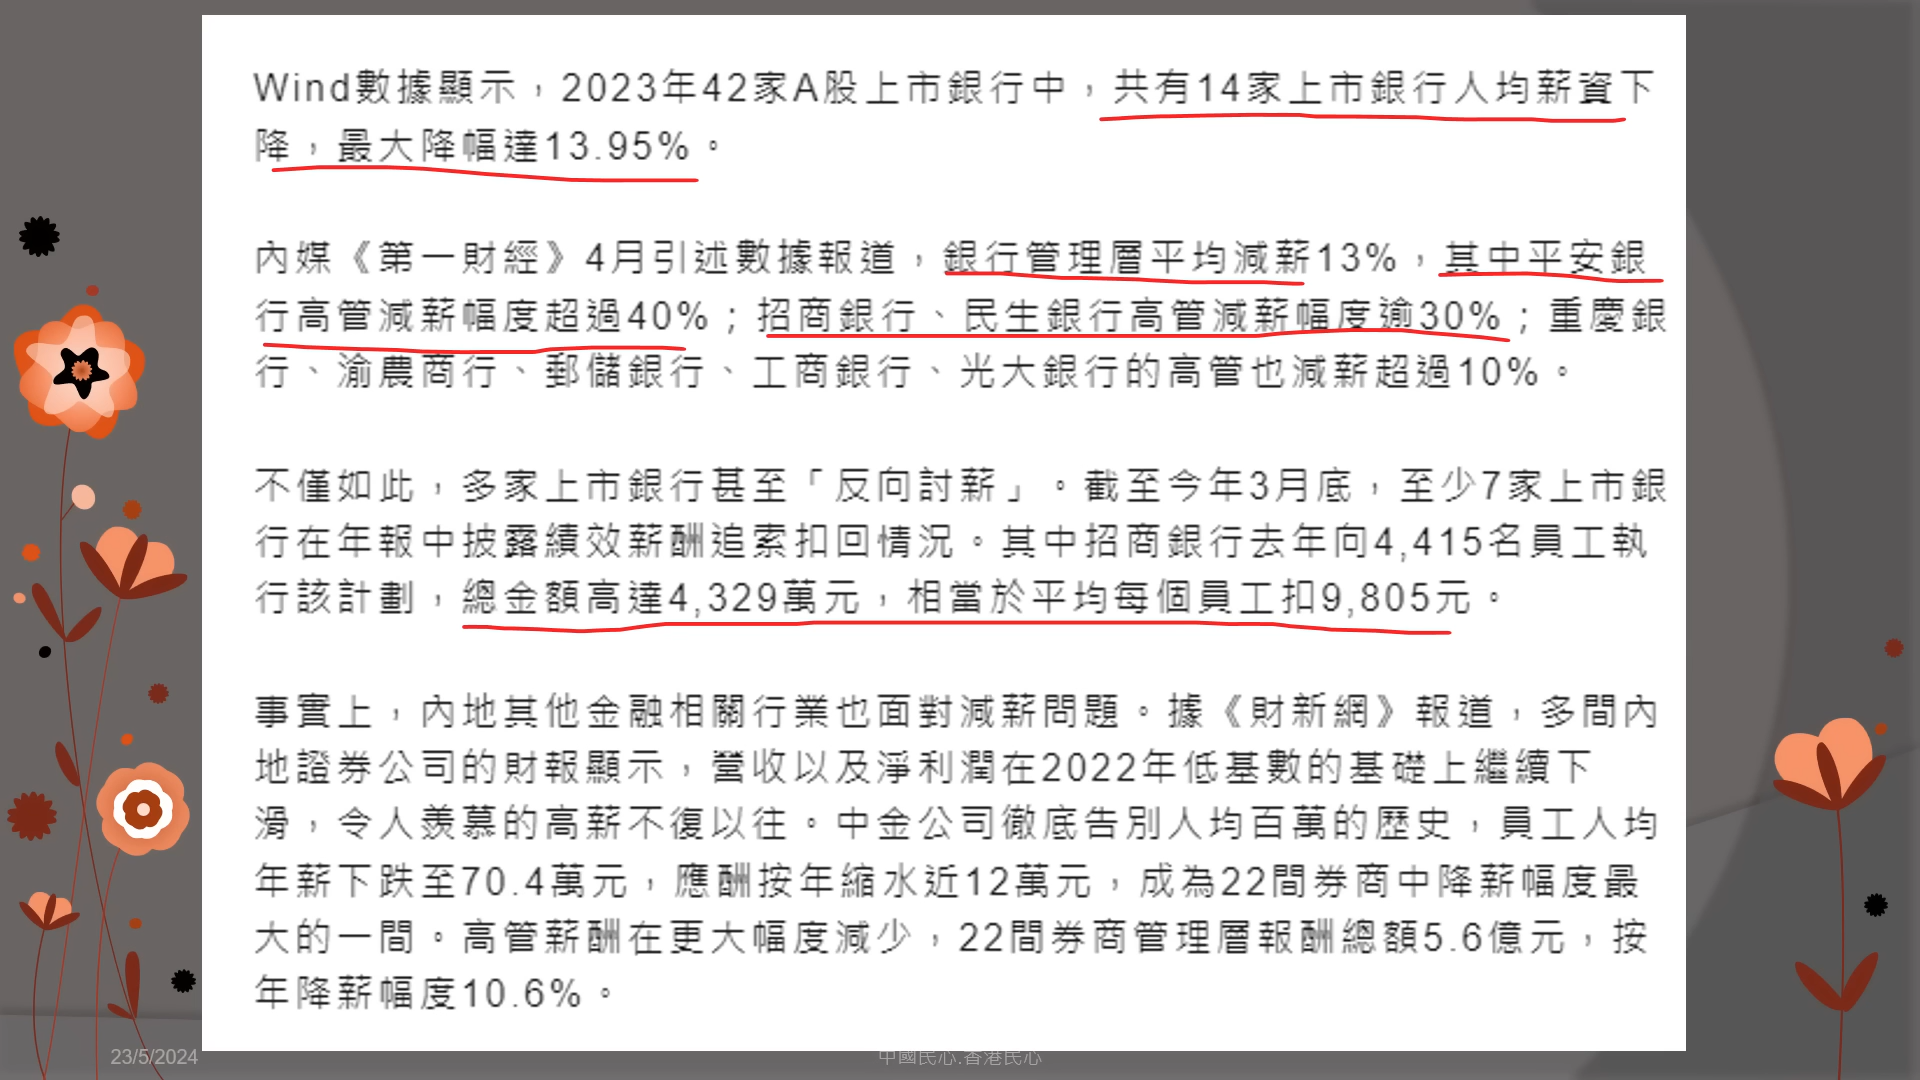 Wind數據顯示，2023年42家A股上市銀行中，共有14家上市銀行人均薪資下
降，最大降幅達13.95%。
內媒《第一財經》4月引述數據報道，銀行管理層平均減薪13%，其中平安銀
行高管減薪幅度超過40%；招商銀行、民生銀行高管減薪幅度逾30%；重慶銀
行、渝農商行、郵儲銀行、工商銀行、光大銀行的高管也減薪超過10%。
不僅如此，多家上市銀行甚至「反向討薪」。截至今年3月底，至少7家上市銀
行在年報中披露績效薪酬追索扣回情況。其中招商銀行去年向4,415名員工執
行該計劃，總金額高達4,329萬元，相當於平均每個員工扣9,805元。
事實上，內地其他金融相關行業也面對減薪問題。據《財新網》報道，多間內
地證券公司的財報顯示，營收以及淨利潤在2022年低基數的基礎上繼續下
滑，令人羨慕的高薪不復以往。中金公司徹底告別人均百萬的歷史，員工人均
年薪下跌至70.4萬元，應酬按年縮水近12萬元，成為22間券商中降薪幅度最
大的一間。高管薪酬在更大幅度減少，22間券商管理層報酬總額5.6億元，按
年降薪幅度10.6%。
23/5/2024
中國民心.香港民心